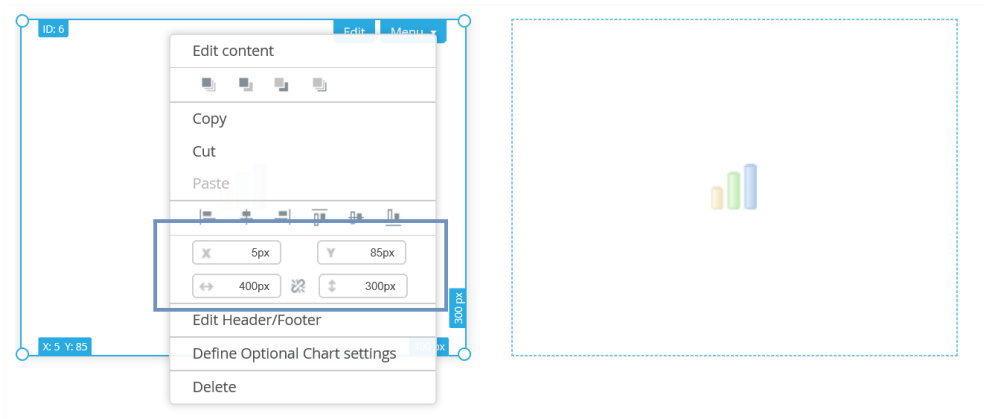 ID: 6
Edit Menu
Edit content
Copy
Cut
Paste
X 5px Y 85px
400px 300px
300 px
Edit Header/Footer
X: 5 Y: 85 px
Define Optional Chart settings
Delete